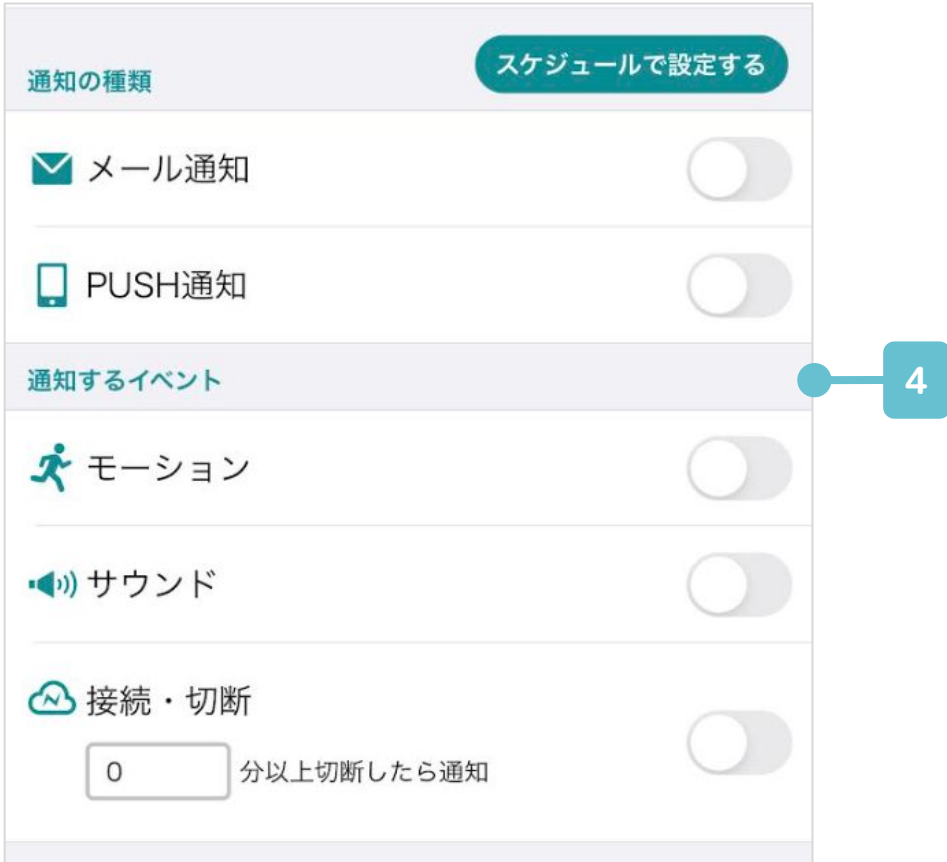 スケジュールで設定する
通知の種類
メール通知
PUSH通知
通知するイベント
4
モーション
サウンド
接続・切断
0 分以上切断したら通知